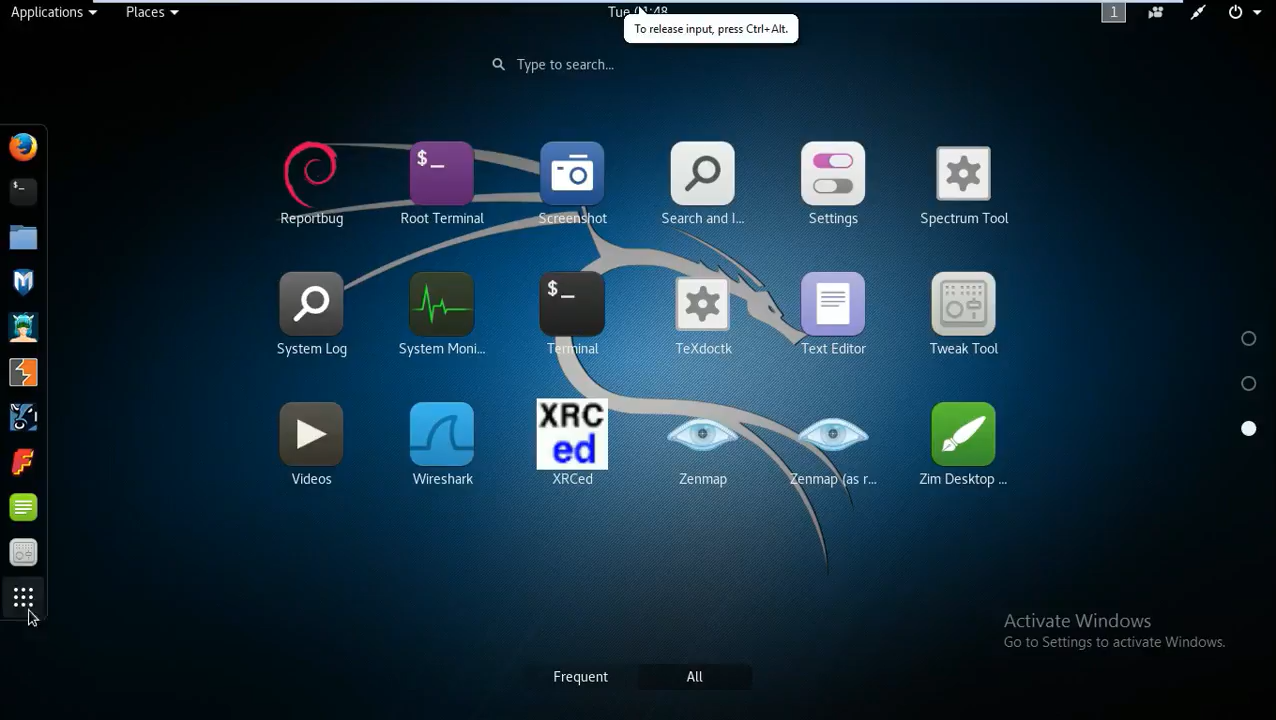 Applications
Places
Tue
:48
1
To release input, press Ctrl+Alt.
Type to search...
$_
$_
Reportbug
Root Terminal
Screenshot
Search and I...
Settings
Spectrum Tool
$_
System Log
System Moni...
Terminal
TeXdoctk
Text Editor
Tweak Tool
XRC
ed
Videos
Wireshark
XRCed
Zenmap
Zenmap (as r...
Zim Desktop ...
Activate Windows
Go to Settings to activate Windows.
Frequent
All